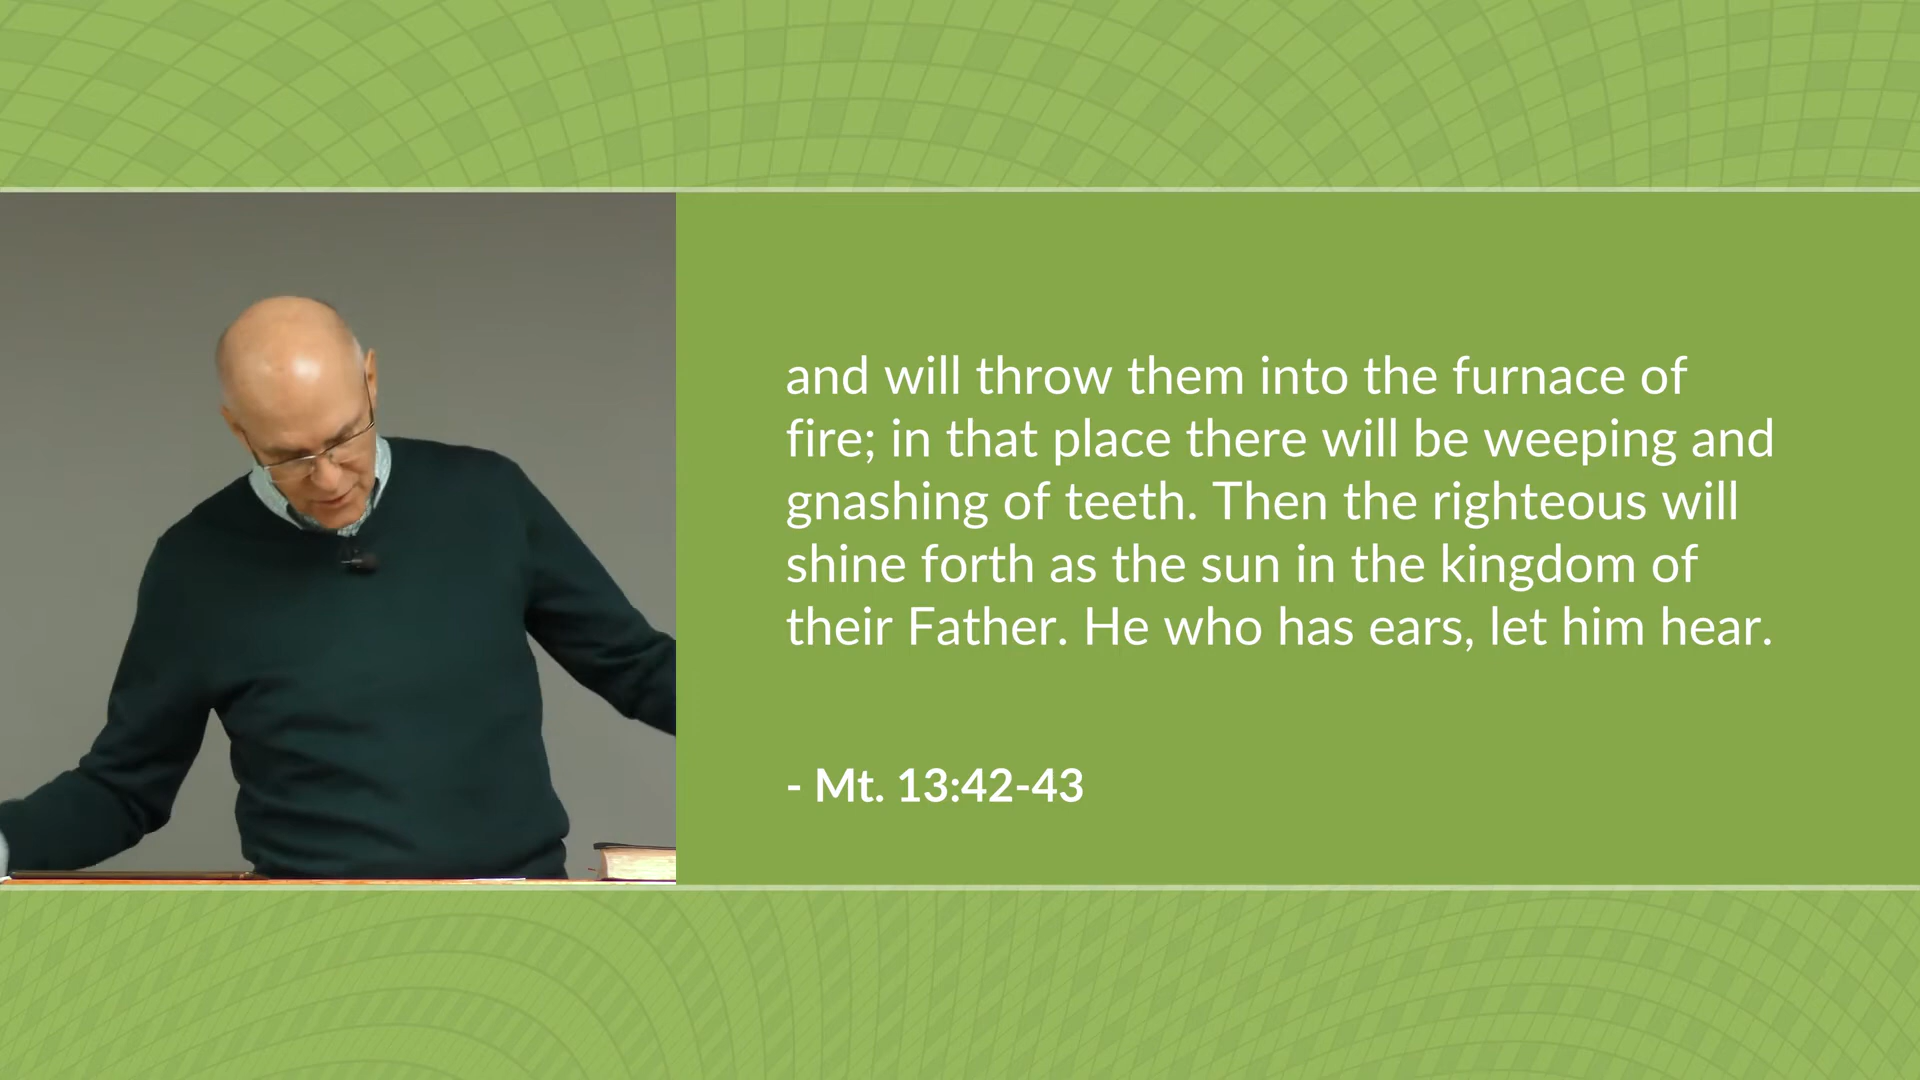 and will throw them into the furnace of
fire; in that place there will be weeping and
gnashing of teeth. Then the righteous will
shine forth as the sun in the kingdom of
their Father. He who has ears, let him hear.
- Mt. 13:42-43